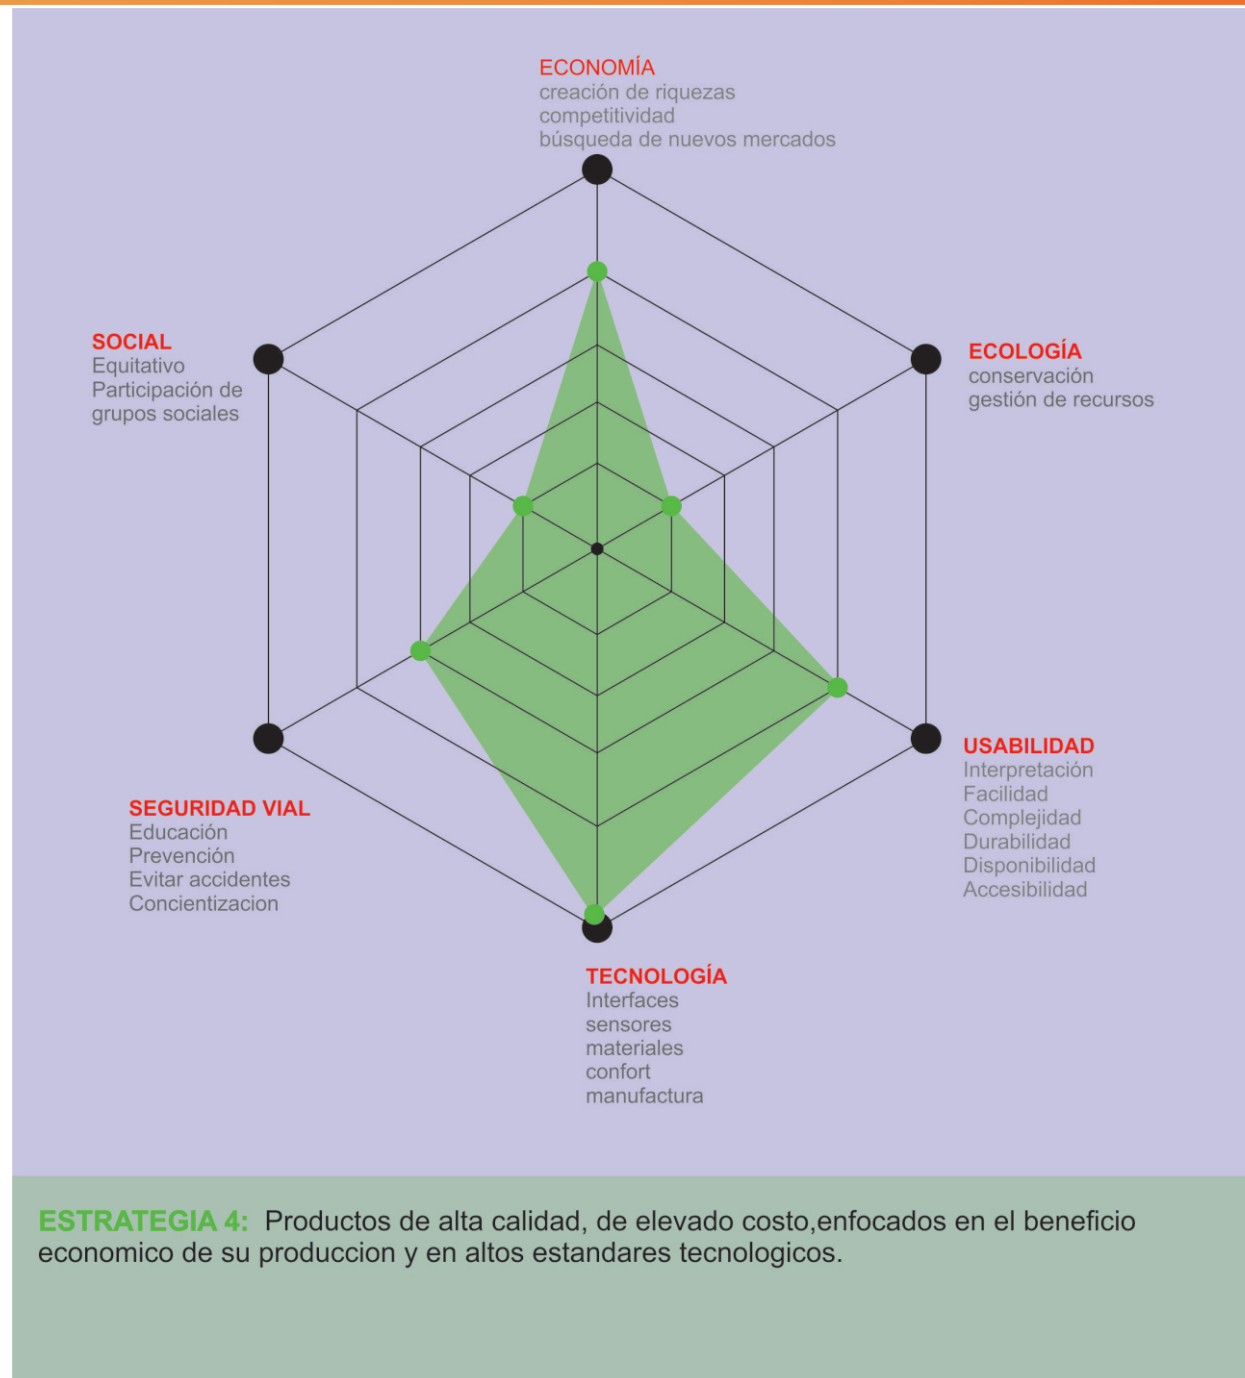 ECONOMÍA
creación de riquezas
competitividad
búsqueda de nuevos mercados
SOCIAL
Equitativo
Participación de
grupos sociales
ECOLOGÍA
conservación
gestión de recursos
USABILIDAD
Interpretación
Facilidad
Complejidad
Durabilidad
Disponibilidad
Accesibilidad
SEGURIDAD VIAL
Educación
Prevención
Evitar accidentes
Concientizacion
TECNOLOGÍA
Interfaces
sensores
materiales
confort
manufactura
ESTRATEGIA 4: Productos de alta calidad, de elevado costo,enfocados en el beneficio
economico de su produccion y en altos estandares tecnologicos.